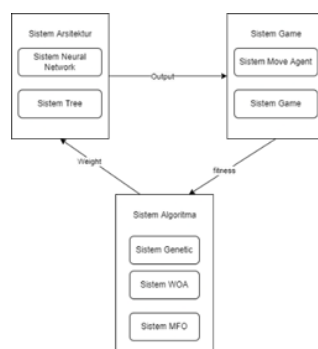 Sistem Arsitektur
Sistem Neural
Network
Sistem Tree
Output
Sistem Game
Sistem Move Agent
Sistem Game
Weight
fitness
Sistem Algoritma
Sistem Genetic
Sistem WOA
Sistem MFO